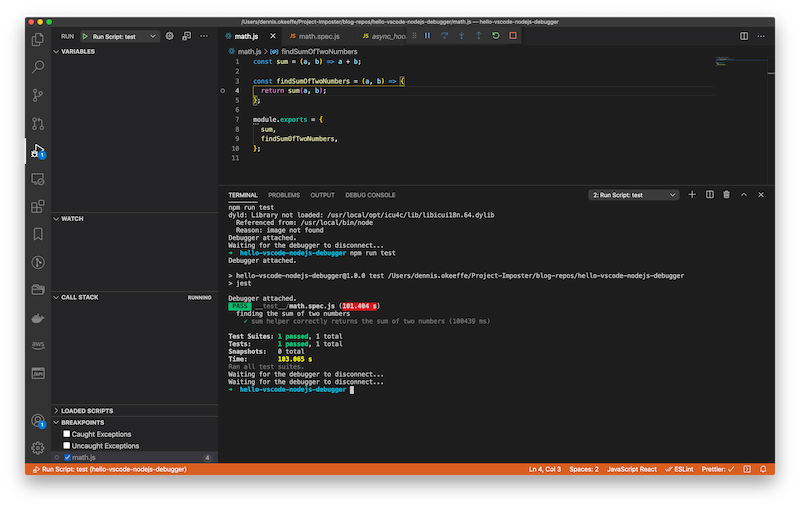 /Users/dennis.okeeffe/Project-Imposter/blog-repos/hello-vscode-nodejs-debugger/math.js — hello-vscode-nodejs-debugger
RUN Run Script: test
VARIABLES
WATCH
CALL STACK RUNNING
LOADED SCRIPTS
BREAKPOINTS
Caught Exceptions
Uncaught Exceptions
math.js 4
1
1
aws
math.js math.spec.js async_hoo
math.js > findSumOfTwoNumbers
1 const sum = (a, b) => a + b;
2
3 const findSumOfTwoNumbers = (a, b) => {
4 return sum(a, b);
5 };
6
7 module.exports = {
8 sum,
9 findSumOfTwoNumbers,
10 };
11
TERMINAL PROBLEMS OUTPUT DEBUG CONSOLE 2: Run Script: test
npm run test
dyld: Library not loaded: /usr/local/opt/icu4c/lib/libicui18n.64.dylib
Referenced from: /usr/local/bin/node
Reason: image not found
Debugger attached.
Waiting for the debugger to disconnect...
→ hello-vscode-nodejs-debugger npm run test
Debugger attached.
> hello-vscode-nodejs-debugger@1.0.0 test /Users/dennis.okeeffe/Project-Imposter/blog-repos/hello-vscode-nodejs-debugger
> jest
Debugger attached.
PASS __test__/math.spec.js (101.404 s)
finding the sum of two numbers
✓ sum helper correctly returns the sum of two numbers (100439 ms)
Test Suites: 1 passed, 1 total
Tests: 1 passed, 1 total
Snapshots: 0 total
Time: 103.065 s
Ran all test suites.
Waiting for the debugger to disconnect...
Waiting for the debugger to disconnect...
→ hello-vscode-nodejs-debugger
Run Script: test (hello-vscode-nodejs-debugger) Ln 4, Col 3 Spaces: 2 JavaScript React ESLint Prettier: ✓